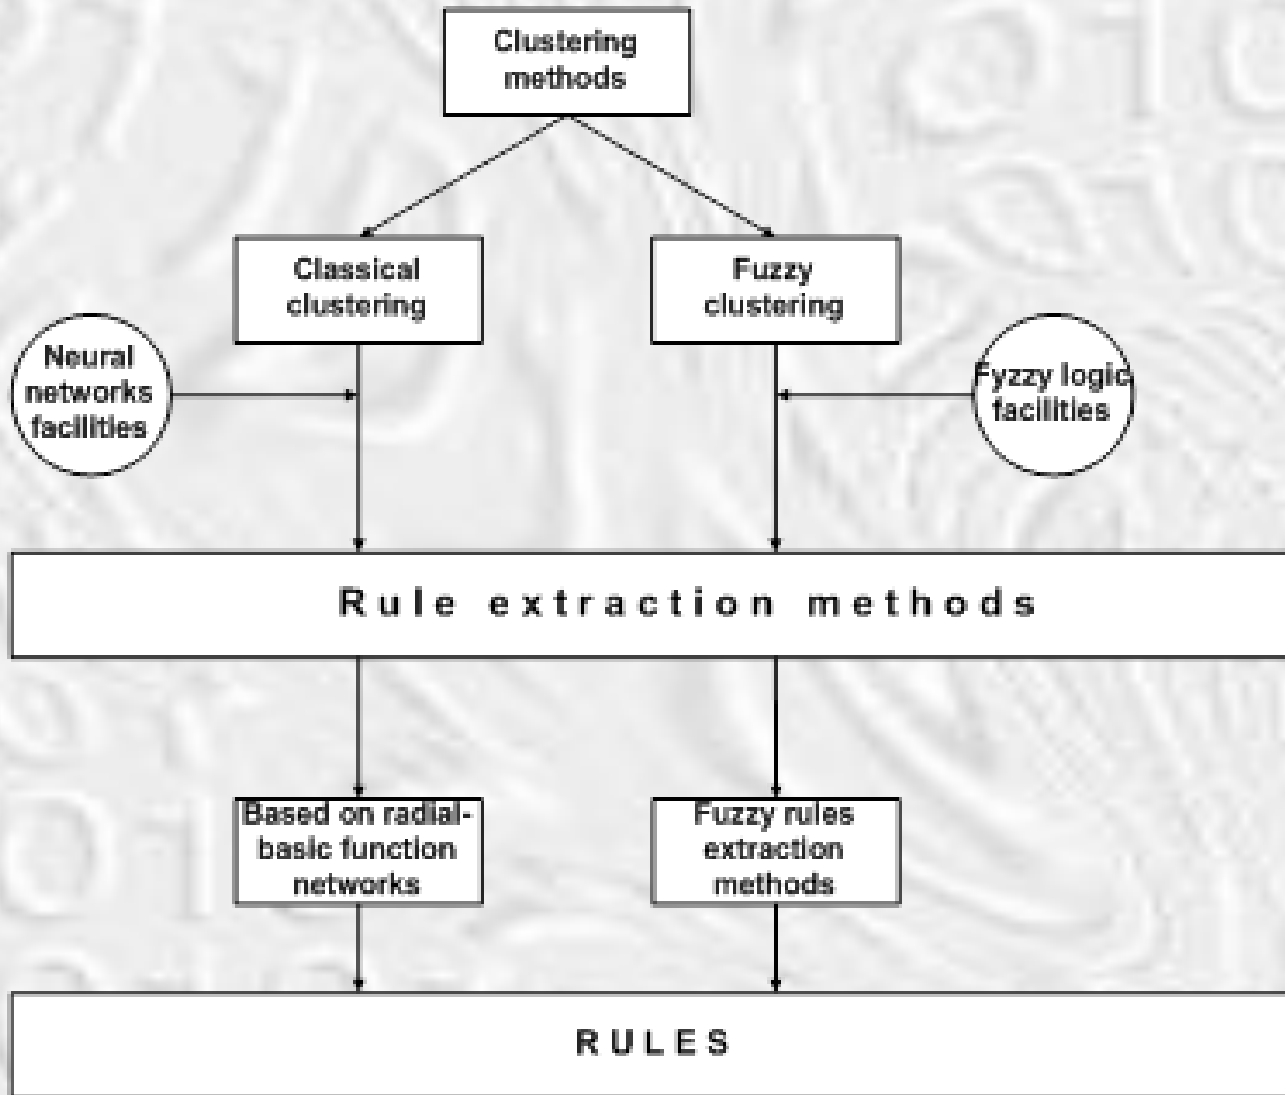 Clustering
methods
Classical
clustering
Fuzzy
clustering
Neural
networks
facilities
Fyzzy logic
facilities
Rule extraction methods
Based on radial-
basic function
networks
Fuzzy rules
extraction
methods
RULES